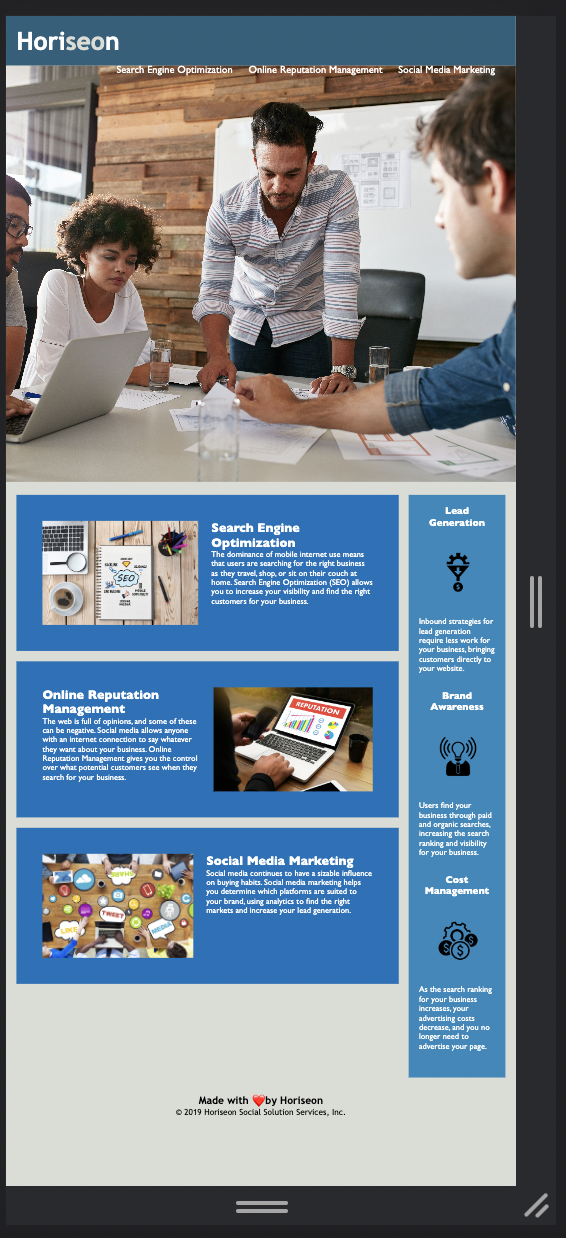 Horiseon
Search Engine Optimization Online Reputation Management Social Media Marketing
Search Engine
Optimization
The dominance of mobile internet use means
that users are searching for the right business
as they travel, shop, or sit on their couch at
home. Search Engine Optimization (SEO) allows
you to increase your visibility and find the right
customers for your business.
SEO
Online Reputation
Management
The web is full of opinions, and some of these
can be negative. Social media allows anyone
with an internet connection to say whatever
they want about your business. Online
Reputation Management gives you the control
over what potential customers see when they
search for your business.
REPUTATION
Social Media Marketing
Social media continues to have a sizable influence
on buying habits. Social media marketing helps
you determine which platforms are suited to
your brand, using analytics to find the right
markets and increase your lead generation.
SHARE
TWEET
LIKE
MEDIA
Lead
Generation
Inbound strategies for
lead generation
require less work for
your business, bringing
customers directly to
your website.
Brand
Awareness
Users find your
business through paid
and organic searches,
increasing the search
ranking and visibility
for your business.
Cost
Management
As the search ranking
for your business
increases, your
advertising costs
decrease, and you no
longer need to
advertise your page.
Made with ❤️by Horiseon
© 2019 Horiseon Social Solution Services, Inc.